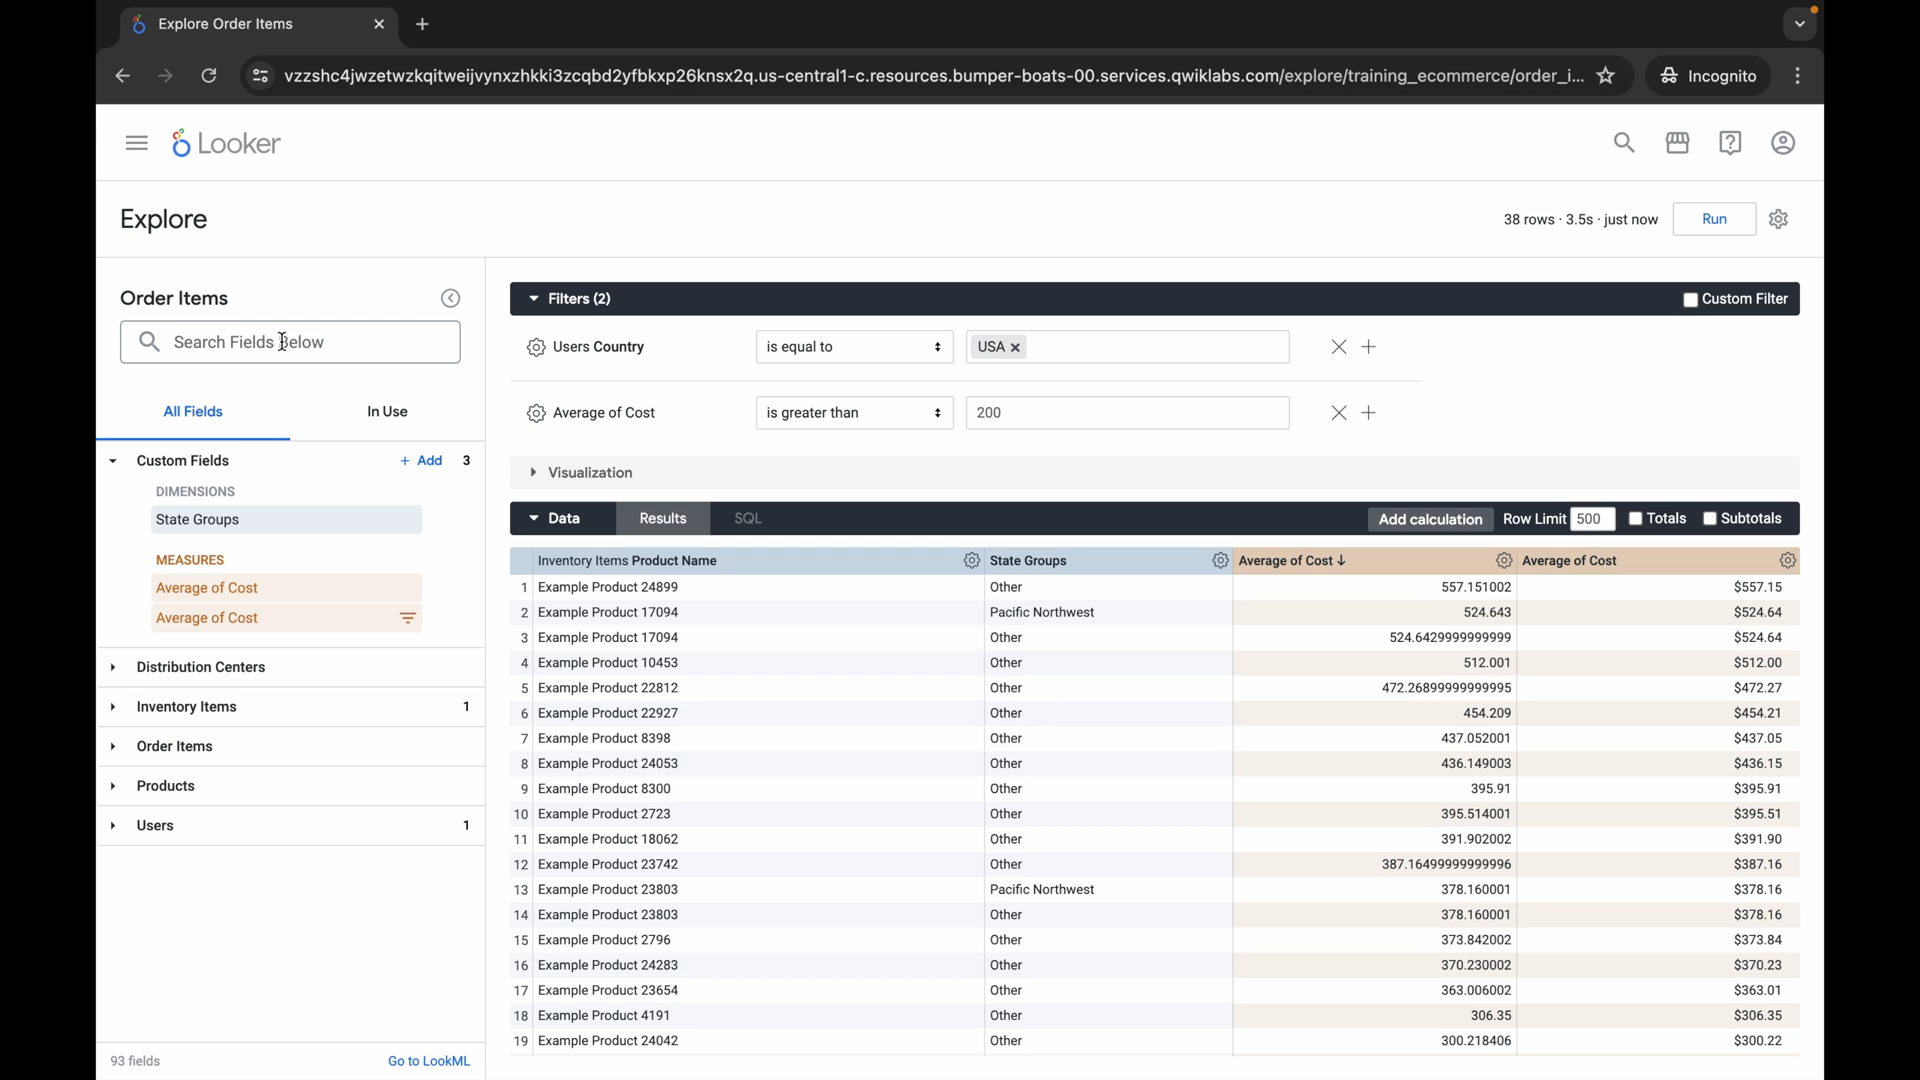 Explore Order Items
vzzshc4jwzetwzkqitweijvynxzhkki3zcqbd2yfbkxp26knsx2q.us-central1-c.resources.bumper-boats-00.services.qwiklabs.com/explore/training_ecommerce/order_i...
Incognito
Looker
Explore
38 rows · 3.5s · just now
Run
Order Items
Search Fields Below
All Fields
In Use
Custom Fields
+ Add 3
DIMENSIONS
State Groups
MEASURES
Average of Cost
Average of Cost
Distribution Centers
Inventory Items 1
Order Items
Products
Users 1
93 fields
Go to LookML
Filters (2)
Custom Filter
Users Country is equal to USA
Average of Cost is greater than 200
Visualization
Data Results SQL Add calculation Row Limit 500 Totals Subtotals
Inventory Items Product Name State Groups Average of Cost ↓ Average of Cost
1 Example Product 24899 Other 557.151002 $557.15
2 Example Product 17094 Pacific Northwest 524.643 $524.64
3 Example Product 17094 Other 524.6429999999999 $524.64
4 Example Product 10453 Other 512.001 $512.00
5 Example Product 22812 Other 472.26899999999995 $472.27
6 Example Product 22927 Other 454.209 $454.21
7 Example Product 8398 Other 437.052001 $437.05
8 Example Product 24053 Other 436.149003 $436.15
9 Example Product 8300 Other 395.91 $395.91
10 Example Product 2723 Other 395.514001 $395.51
11 Example Product 18062 Other 391.902002 $391.90
12 Example Product 23742 Other 387.16499999999996 $387.16
13 Example Product 23803 Pacific Northwest 378.160001 $378.16
14 Example Product 23803 Other 378.160001 $378.16
15 Example Product 2796 Other 373.842002 $373.84
16 Example Product 24283 Other 370.230002 $370.23
17 Example Product 23654 Other 363.006002 $363.01
18 Example Product 4191 Other 306.35 $306.35
19 Example Product 24042 Other 300.218406 $300.22